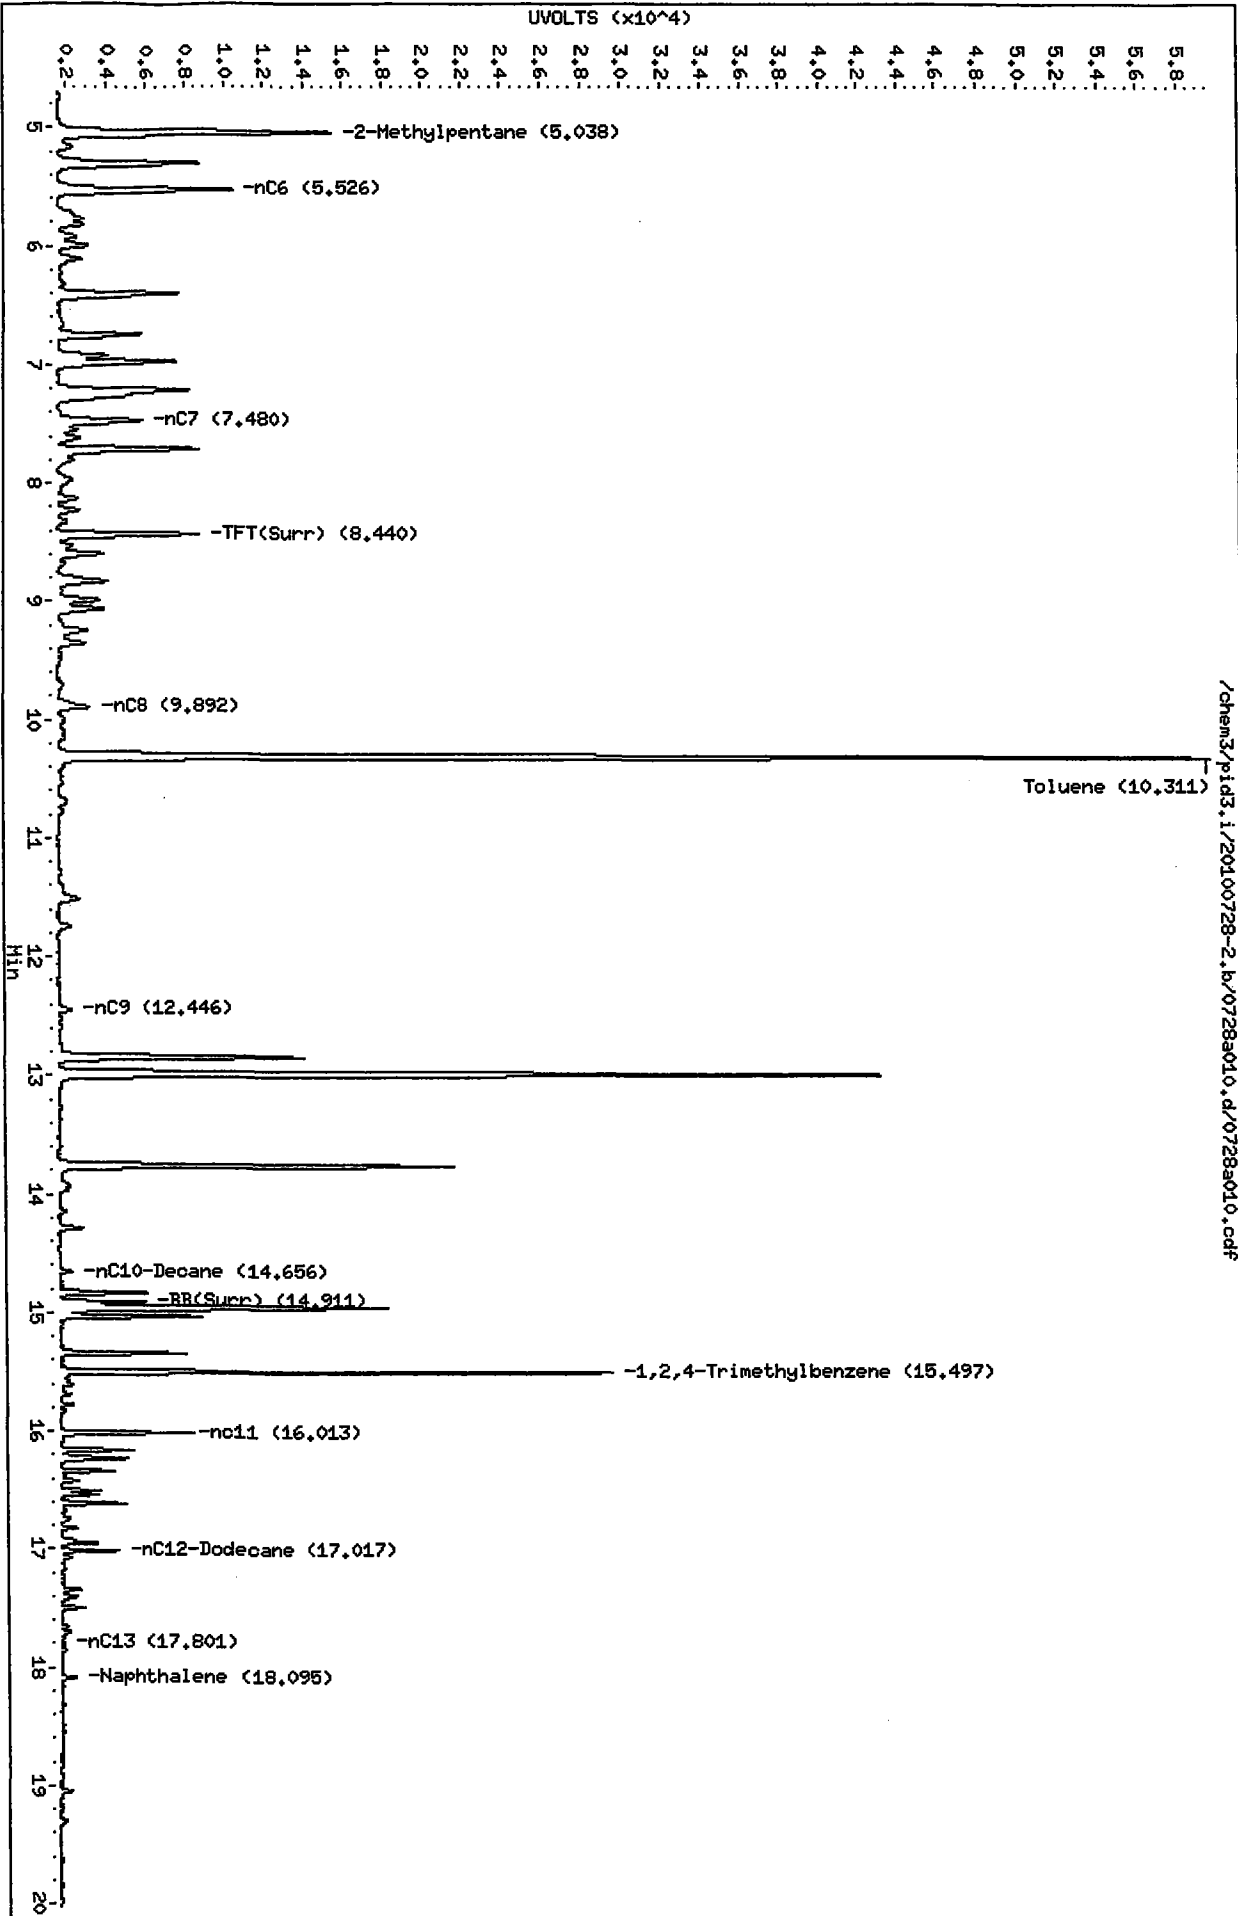 /chem3/pid3.i/20100728-2.b/0728a010.d/0728a010.cdf
UVOLTS (x10^4)
0.2
0.4
0.6
0.8
1.0
1.2
1.4
1.6
1.8
2.0
2.2
2.4
2.6
2.8
3.0
3.2
3.4
3.6
3.8
4.0
4.2
4.4
4.6
4.8
5.0
5.2
5.4
5.6
5.8
-2-Methylpentane (5.038)
-nC6 (5.526)
-nC7 (7.480)
-TFT(Surr) (8.440)
-nC8 (9.892)
Toluene (10.311)
-nC9 (12.446)
-nC10-Decane (14.656)
-BB(Surr) (14.911)
-1,2,4-Trimethylbenzene (15.497)
-nc11 (16.013)
-nC12-Dodecane (17.017)
-nC13 (17.801)
-Naphthalene (18.095)
5
6
7
8
9
10
11
12
13
14
15
16
17
18
19
20
Min